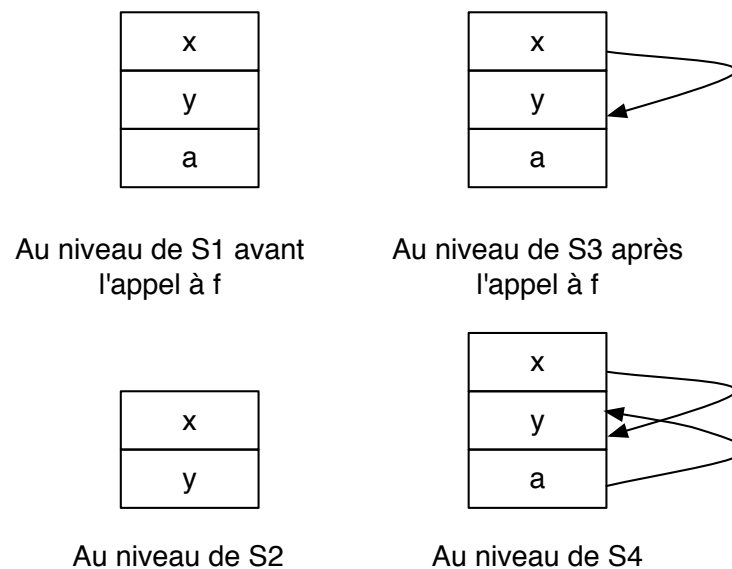 x
y
a
Au niveau de S1 avant
l'appel à f
x
y
a
Au niveau de S3 après
l'appel à f
x
y
Au niveau de S2
x
y
a
Au niveau de S4